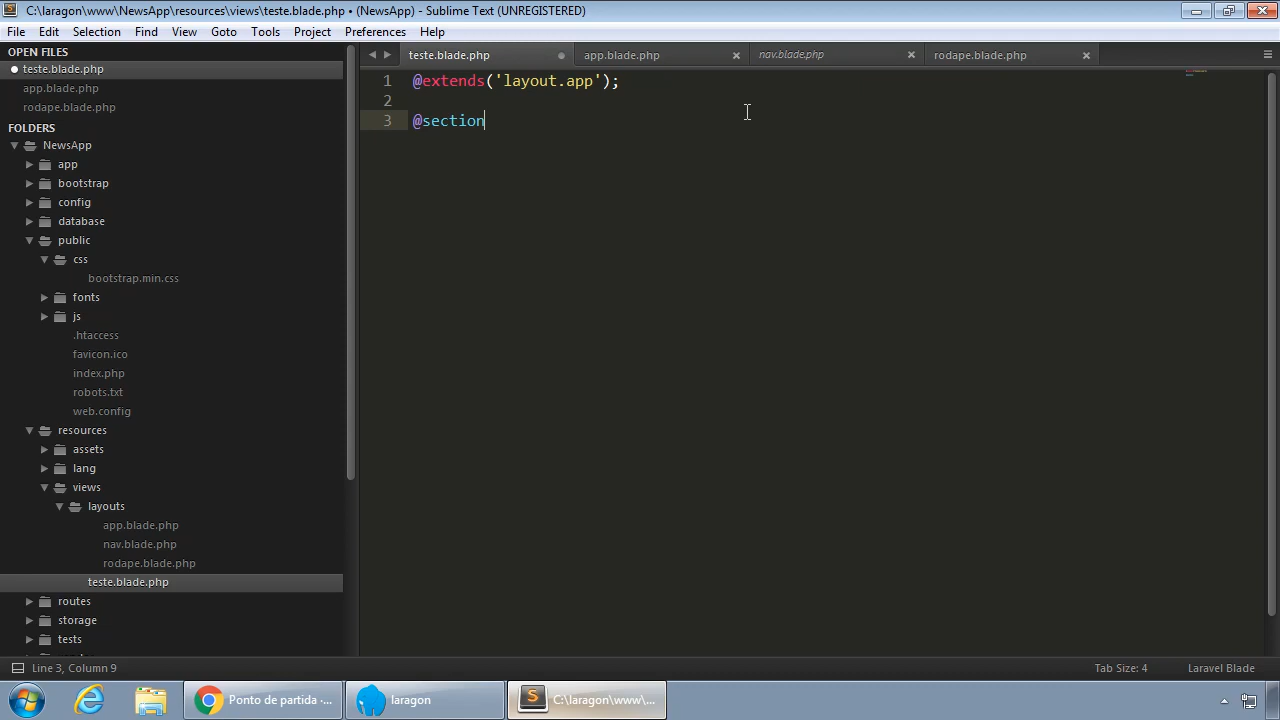 C:\laragon\www\NewsApp\resources\views\teste.blade.php • (NewsApp) - Sublime Text (UNREGISTERED)
File Edit Selection Find View Goto Tools Project Preferences Help
OPEN FILES
teste.blade.php
app.blade.php
rodape.blade.php
FOLDERS
NewsApp
app
bootstrap
config
database
public
css
bootstrap.min.css
fonts
js
.htaccess
favicon.ico
index.php
robots.txt
web.config
resources
assets
lang
views
layouts
app.blade.php
nav.blade.php
rodape.blade.php
teste.blade.php
routes
storage
tests
teste.blade.php app.blade.php nav.blade.php rodape.blade.php
1 @extends('layout.app');
2
3 @section
Line 3, Column 9 Tab Size: 4 Laravel Blade
Ponto de partida -... laragon C:\laragon\www\...